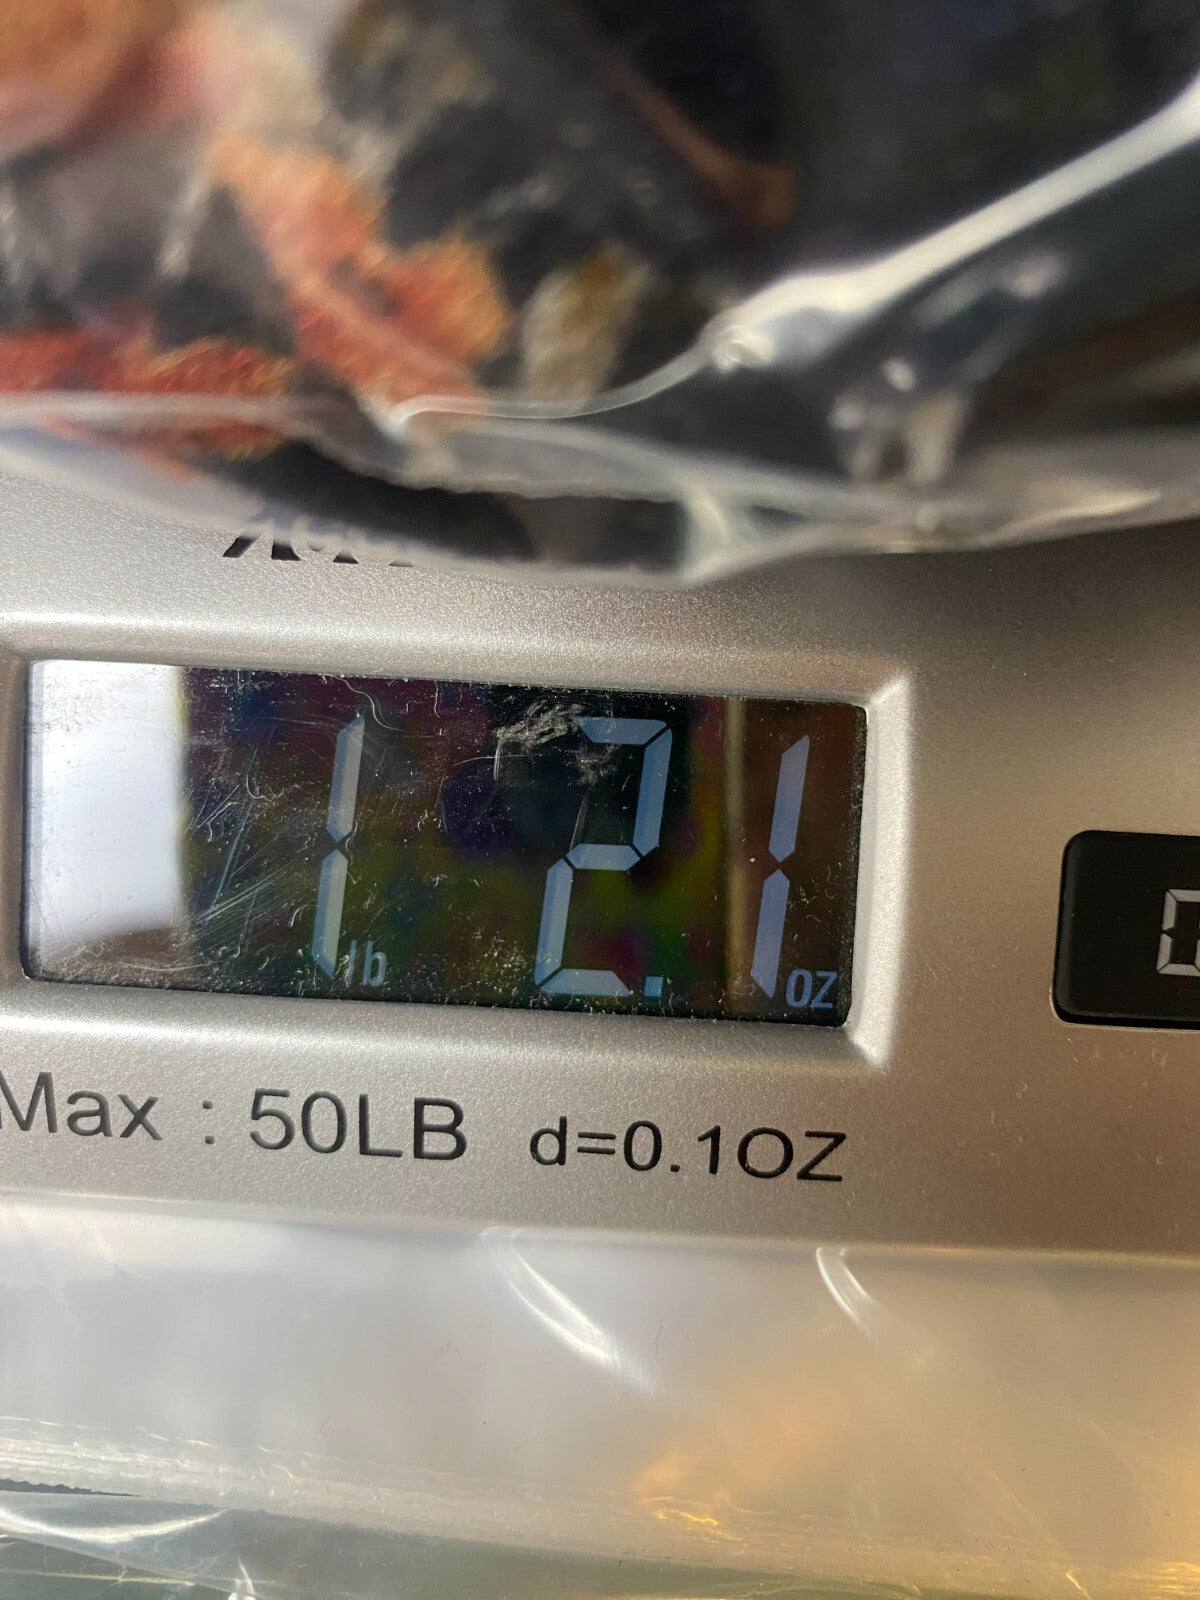 1 lb 2.1 oz
Max : 50LB d=0.1OZ